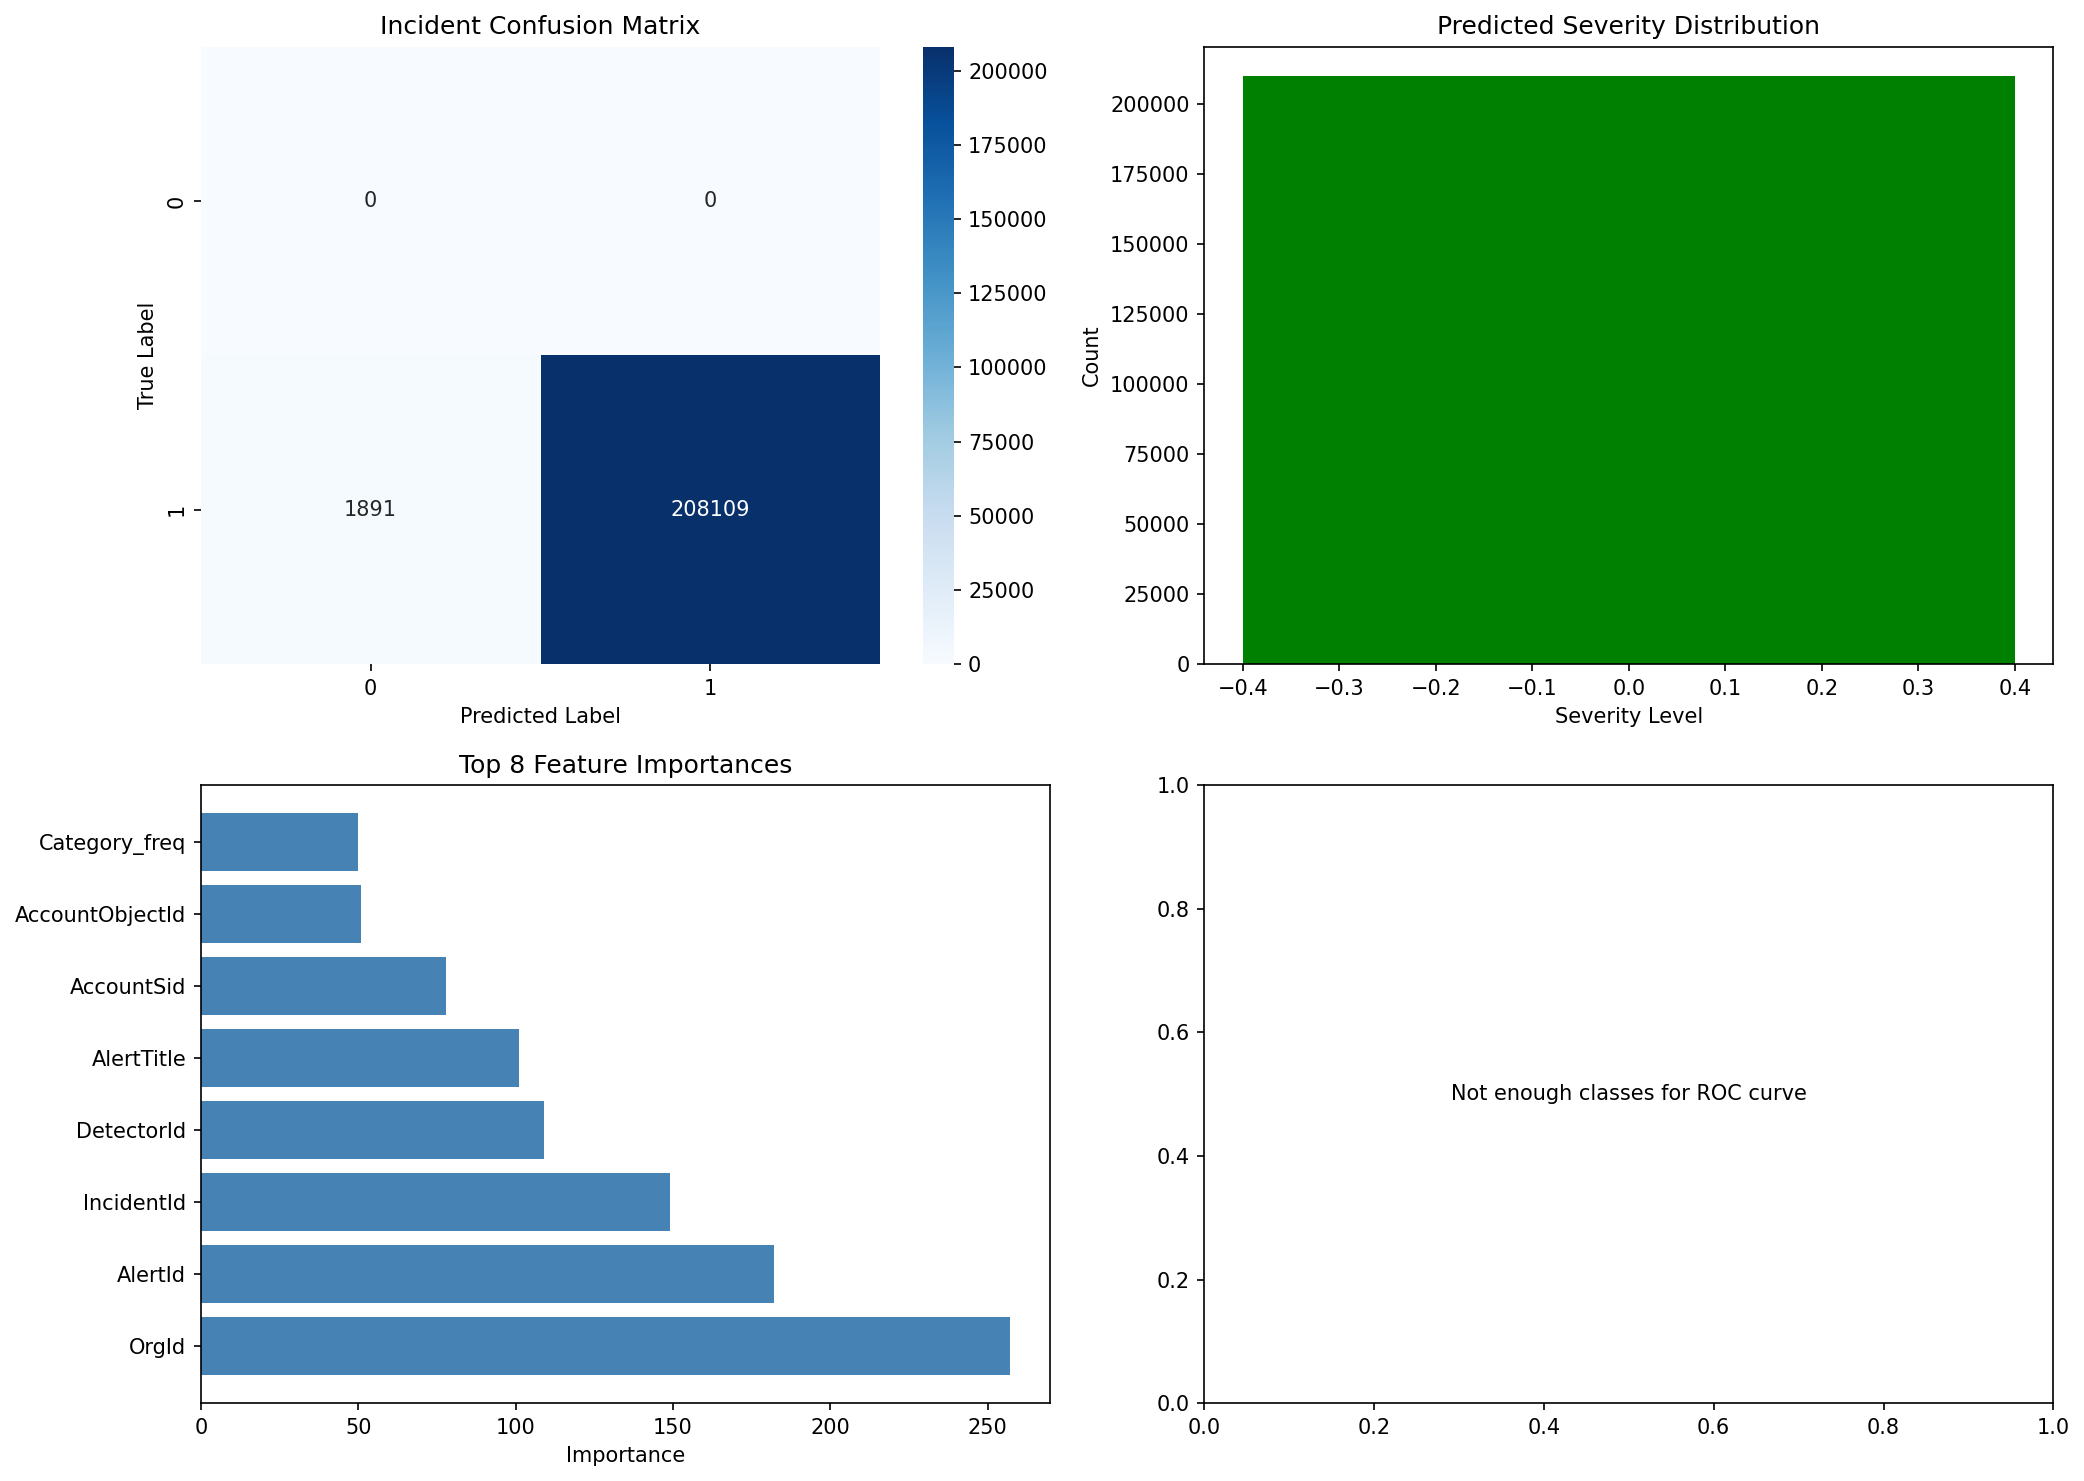 Incident Confusion Matrix
0
0
0
1
1891
208109
0
1
True Label
Predicted Label
200000
175000
150000
125000
100000
75000
50000
25000
0
Predicted Severity Distribution
200000
175000
150000
125000
100000
75000
50000
25000
0
Count
−0.4 −0.3 −0.2 −0.1 0.0 0.1 0.2 0.3 0.4
Severity Level
Top 8 Feature Importances
Category_freq
AccountObjectId
AccountSid
AlertTitle
DetectorId
IncidentId
AlertId
OrgId
0 50 100 150 200 250
Importance
1.0
0.8
0.6
0.4
0.2
0.0
Not enough classes for ROC curve
0.0 0.2 0.4 0.6 0.8 1.0